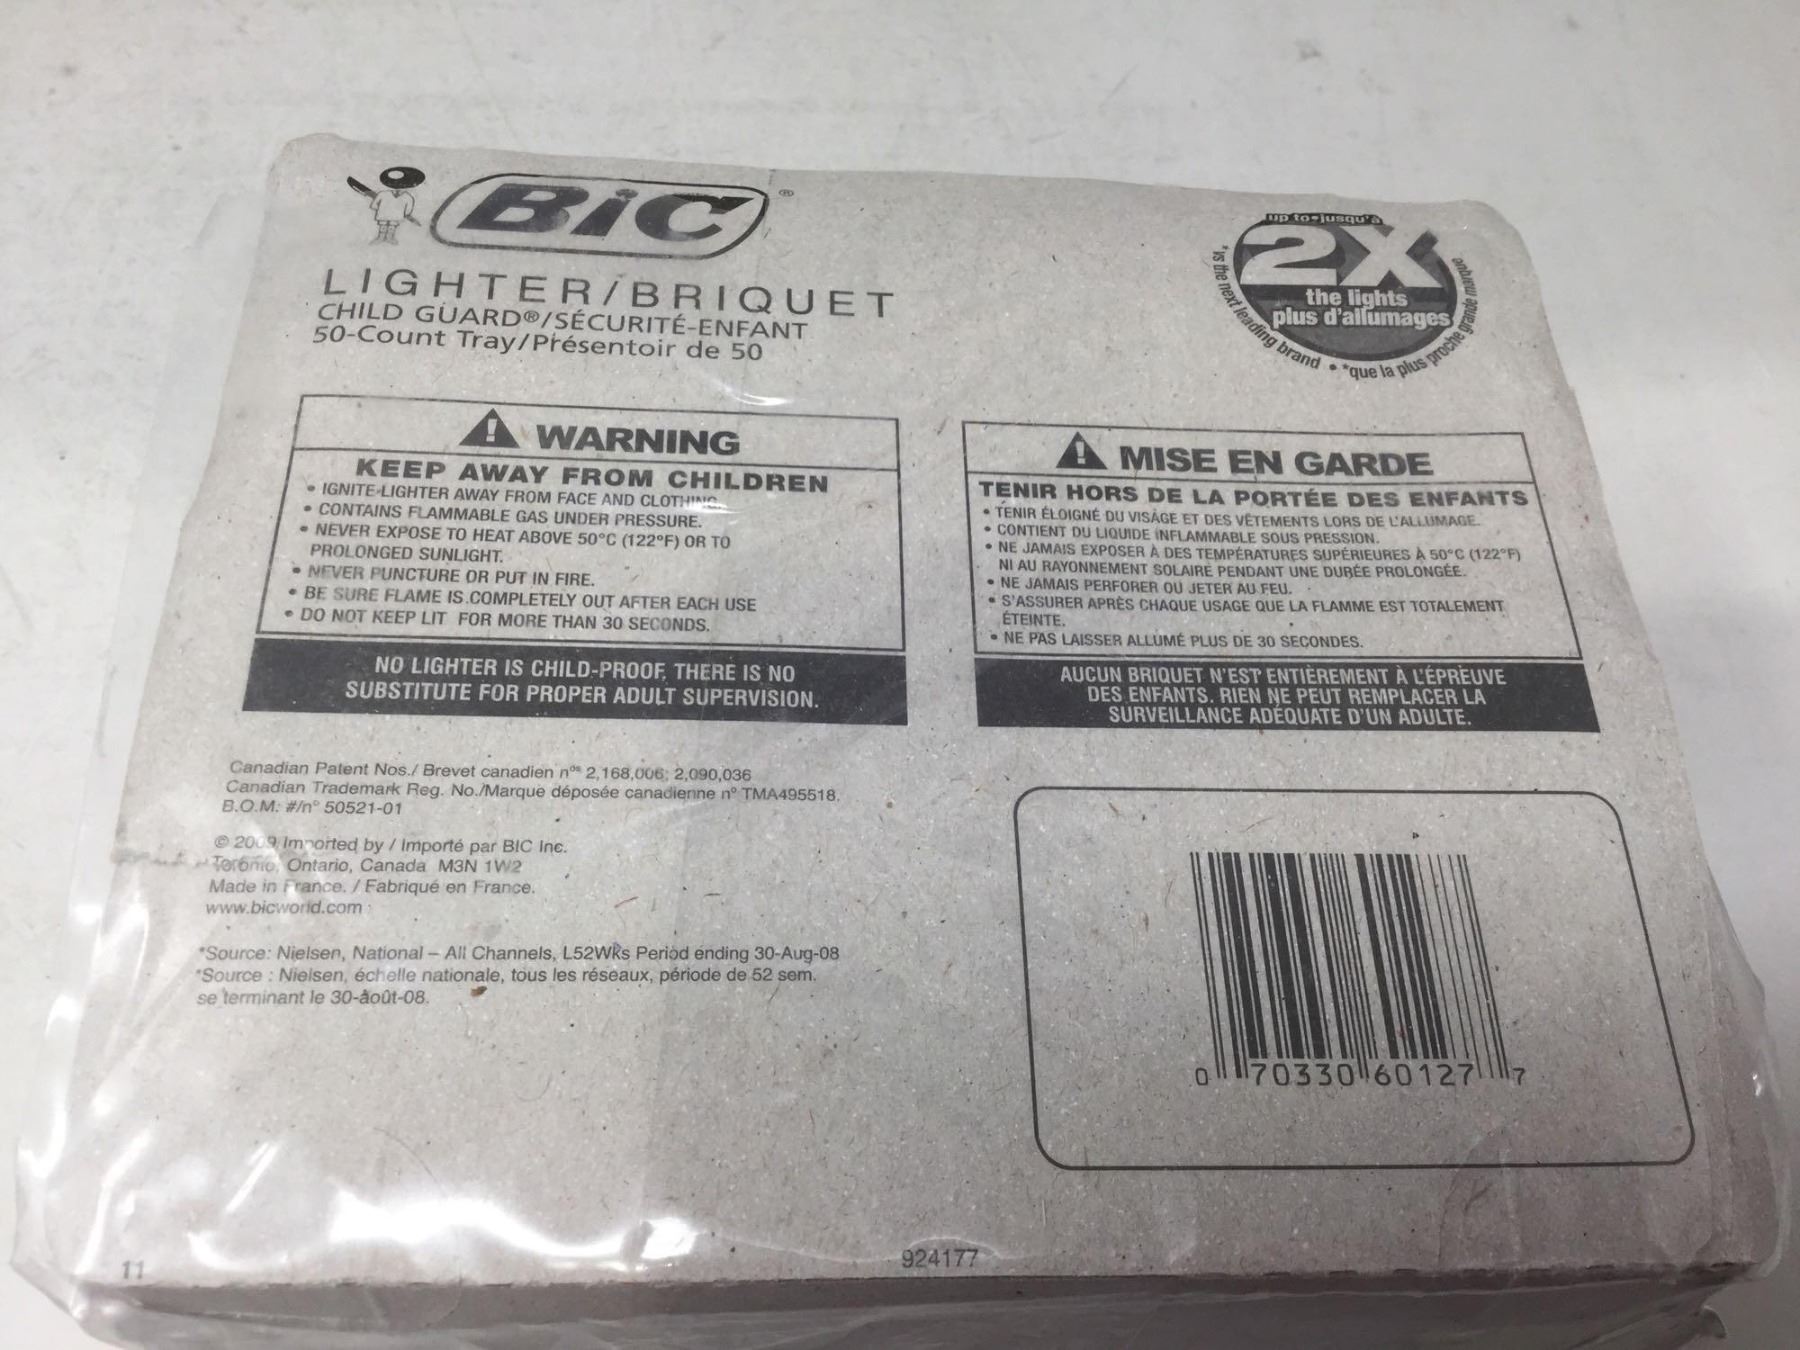 BiC®
LIGHTER/BRIQUET
CHILD GUARD®/SÉCURITÉ-ENFANT
50-Count Tray/Présentoir de 50
up to•jusqu'à
2X
the lights
plus d'allumages
*vs the next leading brand • *que la plus proche grande marque
WARNING
KEEP AWAY FROM CHILDREN
• IGNITE LIGHTER AWAY FROM FACE AND CLOTHING.
• CONTAINS FLAMMABLE GAS UNDER PRESSURE.
• NEVER EXPOSE TO HEAT ABOVE 50°C (122°F) OR TO
PROLONGED SUNLIGHT.
• NEVER PUNCTURE OR PUT IN FIRE.
• BE SURE FLAME IS COMPLETELY OUT AFTER EACH USE
• DO NOT KEEP LIT FOR MORE THAN 30 SECONDS.
NO LIGHTER IS CHILD-PROOF, THERE IS NO
SUBSTITUTE FOR PROPER ADULT SUPERVISION.
MISE EN GARDE
TENIR HORS DE LA PORTÉE DES ENFANTS
• TENIR ÉLOIGNÉ DU VISAGE ET DES VÊTEMENTS LORS DE L'ALLUMAGE.
• CONTIENT DU LIQUIDE INFLAMMABLE SOUS PRESSION.
• NE JAMAIS EXPOSER À DES TEMPÉRATURES SUPÉRIEURES À 50°C (122°F)
NI AU RAYONNEMENT SOLAIRE PENDANT UNE DURÉE PROLONGÉE.
• NE JAMAIS PERFORER OU JETER AU FEU.
• S'ASSURER APRÈS CHAQUE USAGE QUE LA FLAMME EST TOTALEMENT
ÉTEINTE.
• NE PAS LAISSER ALLUMÉ PLUS DE 30 SECONDES.
AUCUN BRIQUET N'EST ENTIÈREMENT À L'ÉPREUVE
DES ENFANTS. RIEN NE PEUT REMPLACER LA
SURVEILLANCE ADÉQUATE D'UN ADULTE.
Canadian Patent Nos./ Brevet canadien nos 2,168,006; 2,090,036
Canadian Trademark Reg. No./Marque déposée canadienne n° TMA495518.
B.O.M. #/n° 50521-01
© 2009 Imported by / Importé par BIC Inc.
Toronto, Ontario, Canada M3N 1W2
Made in France. / Fabriqué en France.
www.bicworld.com
*Source: Nielsen, National – All Channels, L52Wks Period ending 30-Aug-08
*Source : Nielsen, échelle nationale, tous les réseaux, période de 52 sem.
se terminant le 30-août-08.
0 70330 60127 7
11
924177